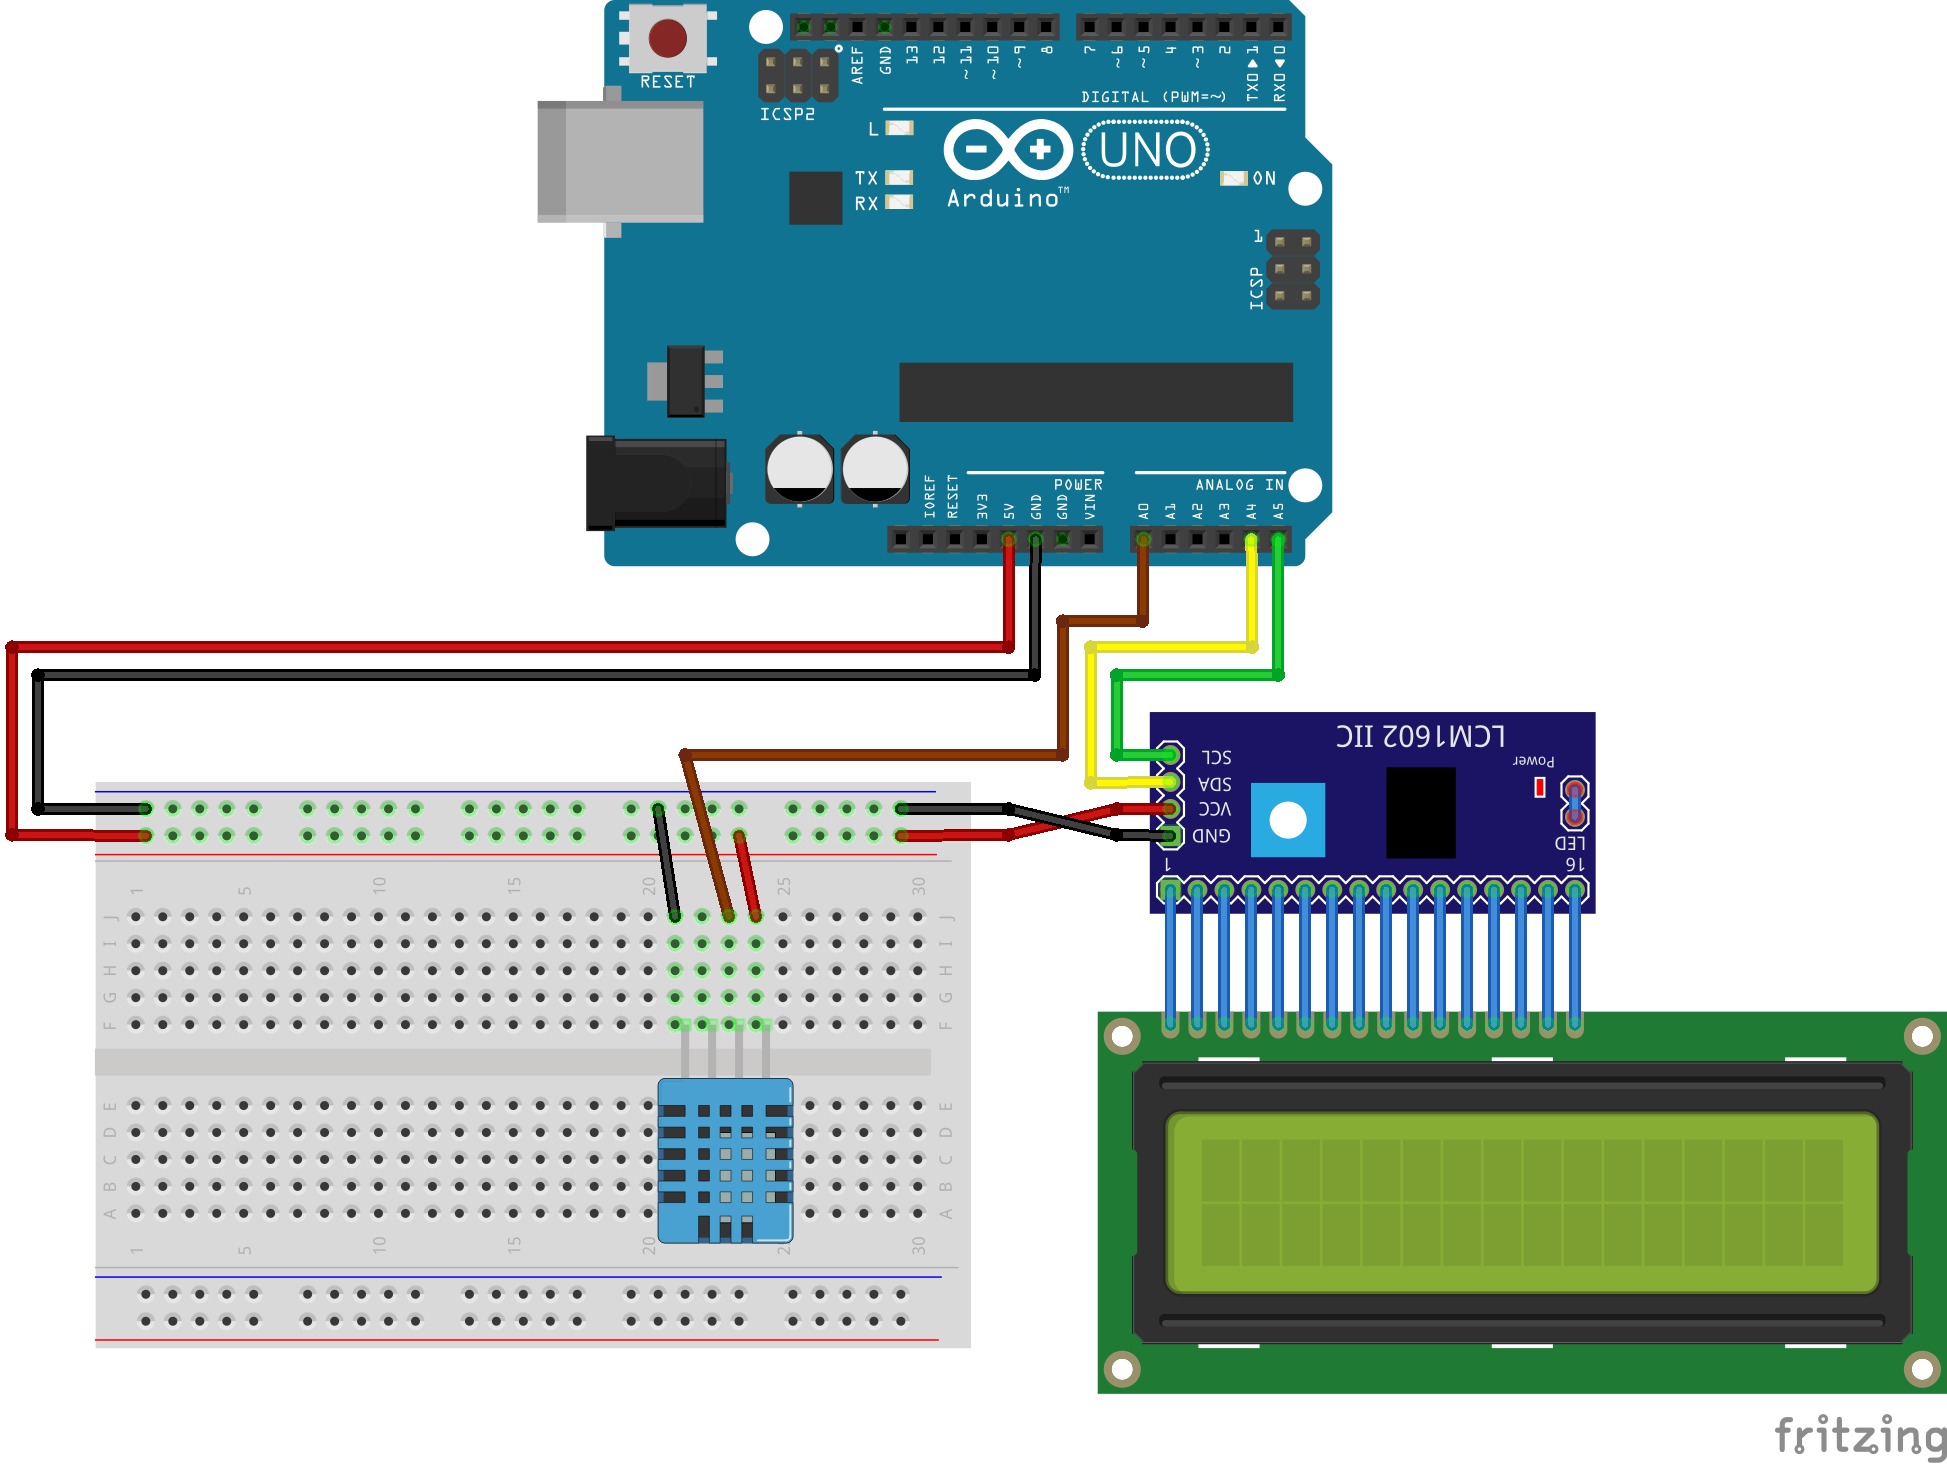 RESET
ICSP2
AREF
GND
13
12
~11
~10
~9
8
7
~6
~5
4
~3
2
TX0▶1
RX0◀0
DIGITAL (PWM=~)
L
TX
RX
Arduino™
UNO
ON
1
ICSP
IOREF
RESET
3V3
5V
GND
GND
VIN
POWER
A0
A1
A2
A3
A4
A5
ANALOG IN
LCM1602 IIC
Power
SCL
SDA
VCC
GND
LED
1
16
1 5 10 15 20 25 30
J J
I I
H H
G G
F F
E E
D D
C C
B B
A A
1 5 10 15 20 2 30
fritzing